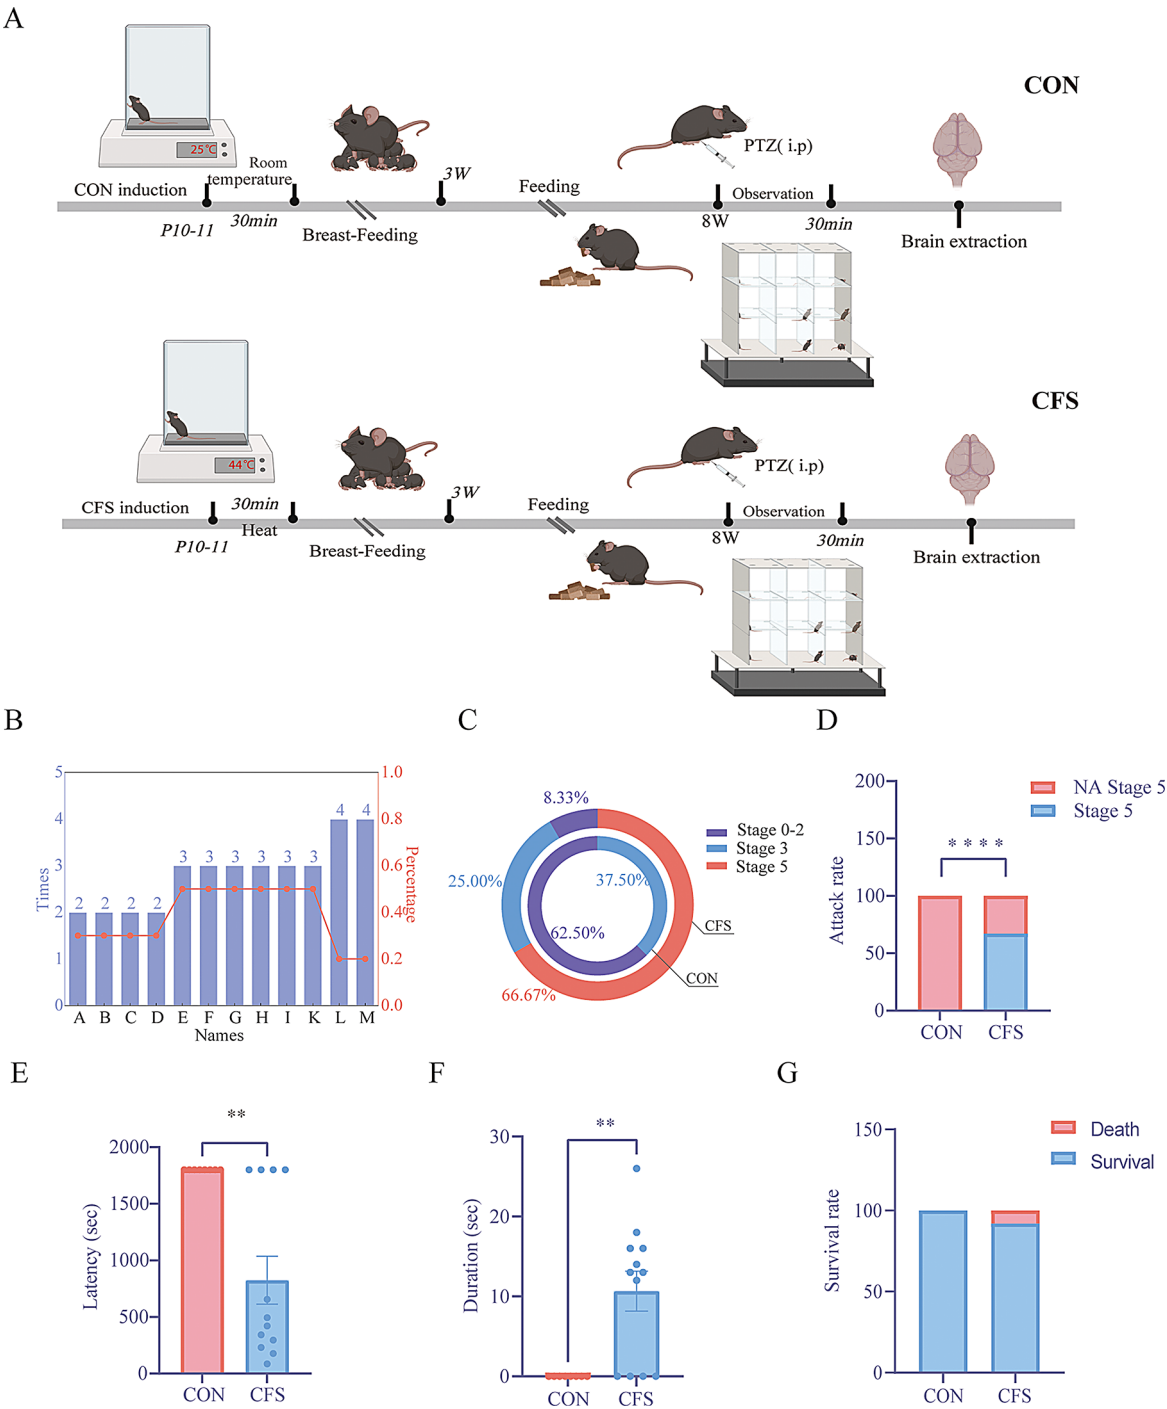 A
CON
25°C
PTZ( i.p)
CON induction
Room
temperature
3W
Feeding
Observation
P10-11
30min
Breast-Feeding
8W
30min
Brain extraction
CFS
44°C
PTZ( i.p)
CFS induction
30min
3W
Feeding
Observation
P10-11
Heat
Breast-Feeding
8W
30min
Brain extraction
B
5
4
3
2
1
0
Times
2 2 2 2 3 3 3 3 3 3 4 4
1.0
0.8
0.6
0.4
0.2
0.0
Percentage
A B C D E F G H I K L M
Names
C
8.33%
25.00%
37.50%
62.50%
66.67%
Stage 0-2
Stage 3
Stage 5
CFS
CON
D
200
150
100
50
0
Attack rate
****
NA Stage 5
Stage 5
CON CFS
E
**
2000
1500
1000
500
0
Latency (sec)
CON CFS
F
**
30
20
10
0
Duration (sec)
CON CFS
G
150
100
50
0
Survival rate
Death
Survival
CON CFS